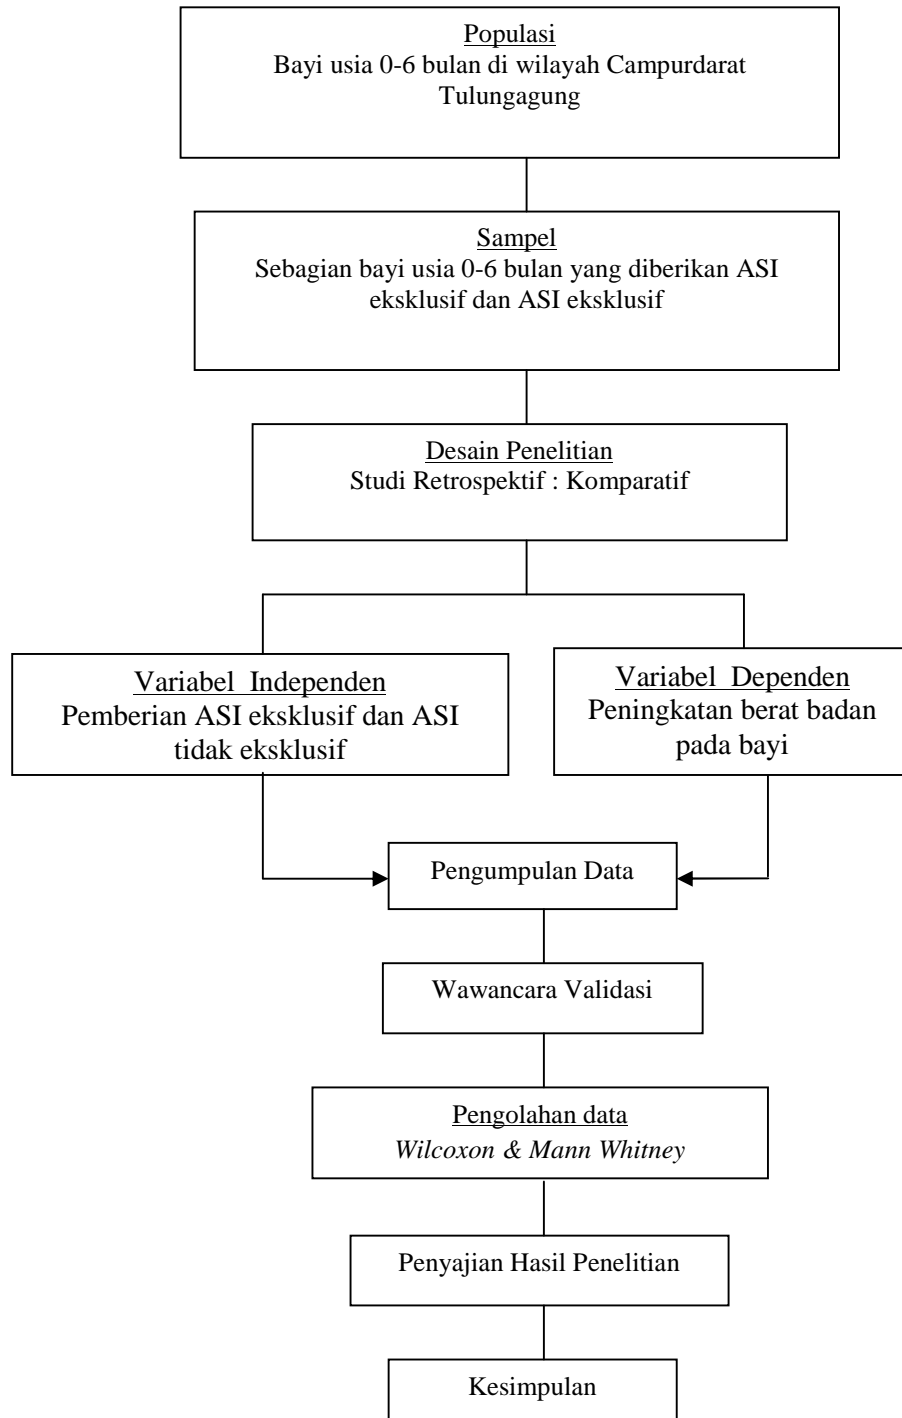 Populasi
Bayi usia 0-6 bulan di wilayah Campurdarat
Tulungagung
Sampel
Sebagian bayi usia 0-6 bulan yang diberikan ASI
eksklusif dan ASI eksklusif
Desain Penelitian
Studi Retrospektif : Komparatif
Variabel Independen
Pemberian ASI eksklusif dan ASI
tidak eksklusif
Variabel Dependen
Peningkatan berat badan
pada bayi
Pengumpulan Data
Wawancara Validasi
Pengolahan data
Wilcoxon & Mann Whitney
Penyajian Hasil Penelitian
Kesimpulan